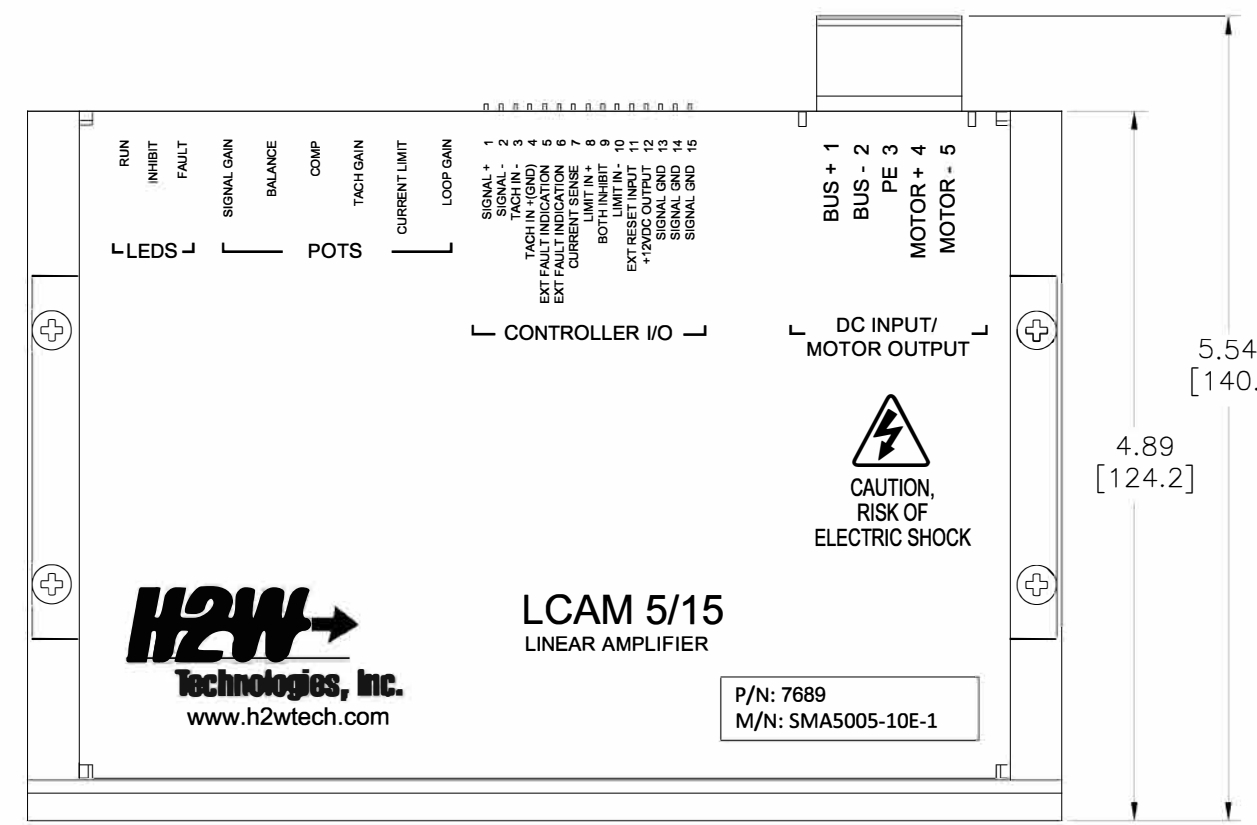 RUN
INHIBIT
FAULT
LEDS
SIGNAL GAIN
BALANCE
COMP
TACH GAIN
CURRENT LIMIT
LOOP GAIN
POTS
SIGNAL + 1
SIGNAL- 2
TACH IN - 3
TACH IN +(GND) 4
EXT FAULT INDICATION 5
EXT FAULT INDICATION 6
CURRENT SENSE 7
LIMIT IN + 8
BOTH INHIBIT 9
LIMIT IN - 10
EXT RESET INPUT 11
+12VDC OUTPUT 12
SIGNAL GND 13
SIGNAL GND 14
SIGNAL GND 15
CONTROLLER I/O
BUS + 1
BUS - 2
PE 3
MOTOR + 4
MOTOR - 5
DC INPUT/
MOTOR OUTPUT
5.54
[140.
4.89
[124.2]
CAUTION,
RISK OF
ELECTRIC SHOCK
H2W
Technologies, Inc.
www.h2wtech.com
LCAM 5/15
LINEAR AMPLIFIER
P/N: 7689
M/N: SMA5005-10E-1